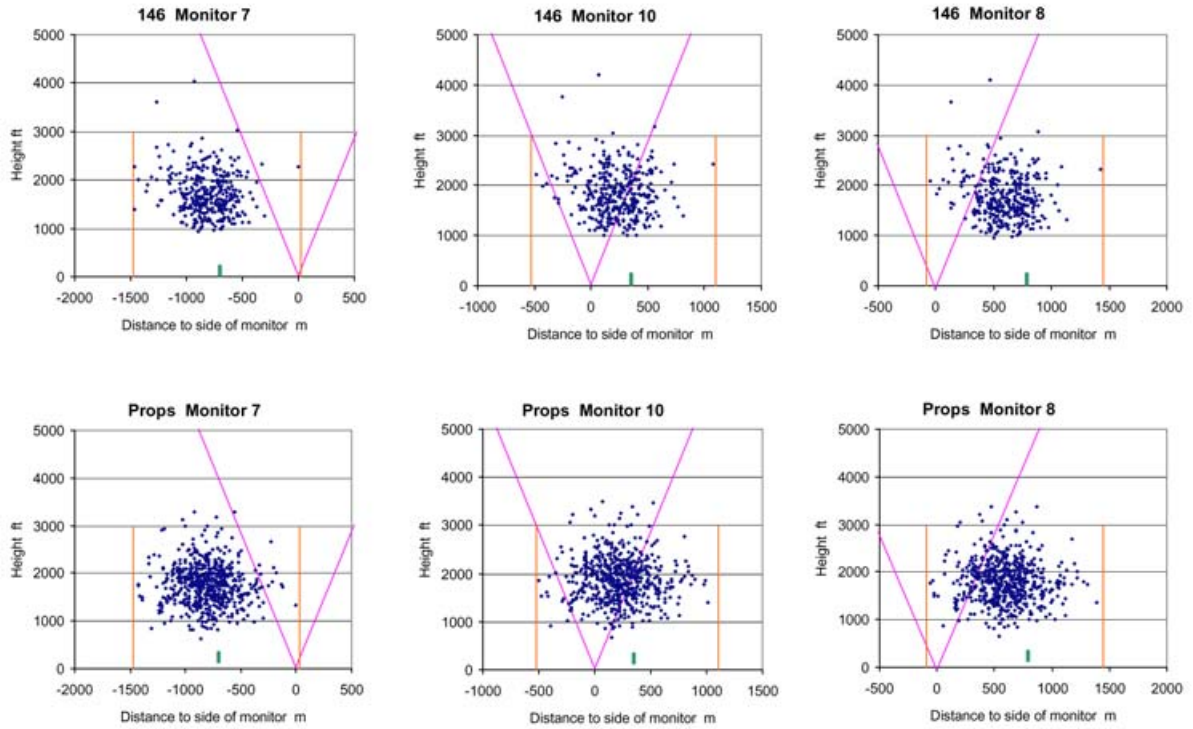 146 Monitor 7
5000
4000
3000
2000
1000
0
Height ft
-2000 -1500 -1000 -500 0 500
Distance to side of monitor m
146 Monitor 10
5000
4000
3000
2000
1000
0
Height ft
-1000 -500 0 500 1000 1500
Distance to side of monitor m
146 Monitor 8
5000
4000
3000
2000
1000
0
Height ft
-500 0 500 1000 1500 2000
Distance to side of monitor m
Props Monitor 7
5000
4000
3000
2000
1000
0
Height ft
-2000 -1500 -1000 -500 0 500
Distance to side of monitor m
Props Monitor 10
5000
4000
3000
2000
1000
0
Height ft
-1000 -500 0 500 1000 1500
Distance to side of monitor m
Props Monitor 8
5000
4000
3000
2000
1000
0
Height ft
-500 0 500 1000 1500 2000
Distance to side of monitor m